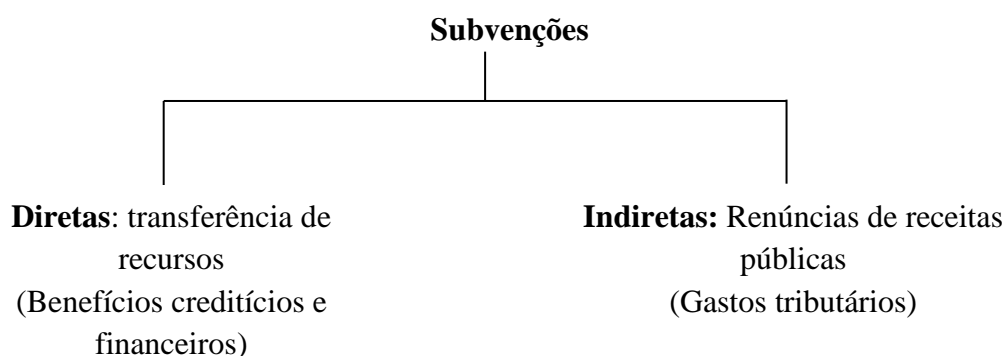 Subvenções
Diretas: transferência de
recursos
(Benefícios creditícios e
financeiros)
Indiretas: Renúncias de receitas
públicas
(Gastos tributários)